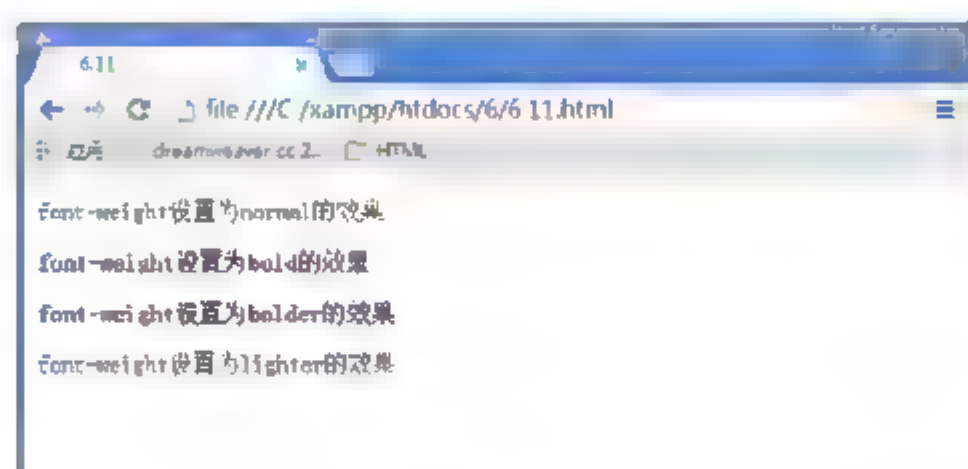 6.11
file:///C:/xampp/htdocs/6/6.11.html
应用 dreamweaver cc 2... HTML
font-weight设置为normal的效果
font-weight设置为bold的效果
font-weight设置为bolder的效果
font-weight设置为lighter的效果